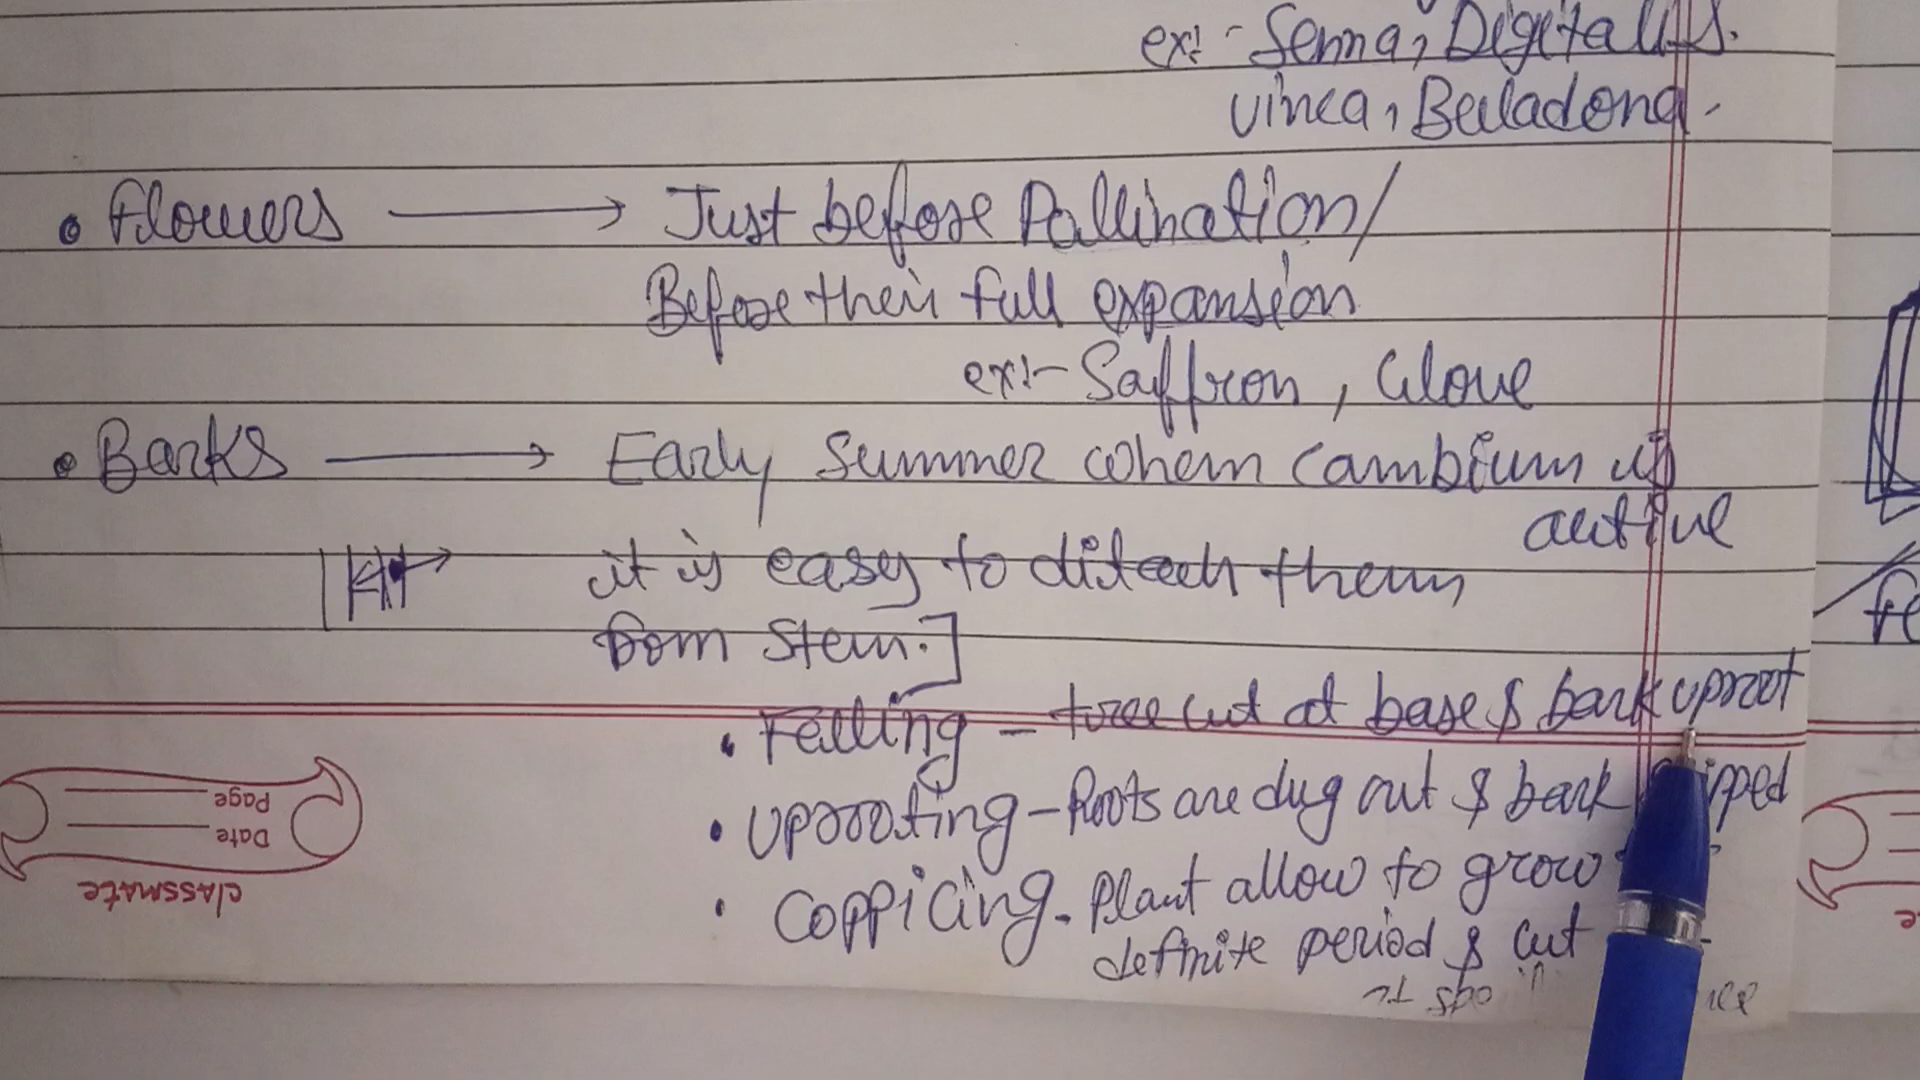 ex:- Senna, Digitalis.
vinca, Belladona.
• Flowers → Just before Pallination/
Before their full expansion
ex:- Saffron, Clove
• Barks → Early Summer when cambium is
active
it is easy to ditach them
from Stem.]
• Felling - tree cut at base & bark uproot
• Uprooting - Roots are dug out & bark
• Coppicing - Plant allow to grow
definite period & cut
Page
Date
classmate